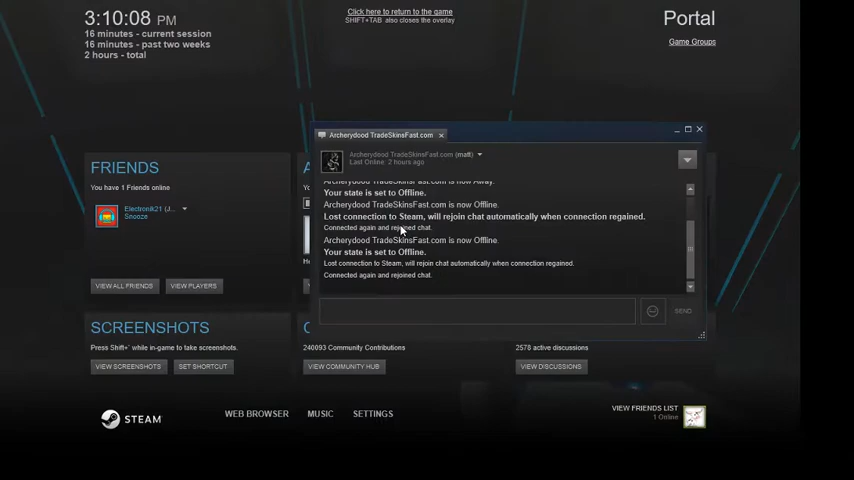 3:10:08 PM
16 minutes - current session
16 minutes - past two weeks
2 hours - total
Click here to return to the game
SHIFT+TAB also closes the overlay
Portal
Game Groups
Archerydood TradeSkinsFast.com
Archerydood TradeSkinsFast.com (matt)
Last Online: 2 hours ago
Archerydood TradeSkinsFast.com is now Away.
Your state is set to Offline.
Archerydood TradeSkinsFast.com is now Offline.
Lost connection to Steam, will rejoin chat automatically when connection regained.
Connected again and rejoined chat.
Archerydood TradeSkinsFast.com is now Offline.
Your state is set to Offline.
Lost connection to Steam, will rejoin chat automatically when connection regained.
Connected again and rejoined chat.
SEND
FRIENDS
You have 1 Friends online
Electronik21 (J...
Snooze
VIEW ALL FRIENDS
VIEW PLAYERS
SCREENSHOTS
Press Shift+` while in-game to take screenshots.
VIEW SCREENSHOTS
SET SHORTCUT
240093 Community Contributions
VIEW COMMUNITY HUB
2578 active discussions
VIEW DISCUSSIONS
STEAM
WEB BROWSER
MUSIC
SETTINGS
VIEW FRIENDS LIST
1 Online